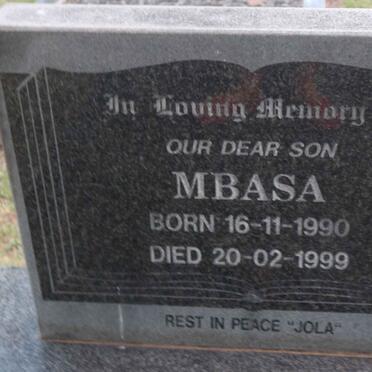 In Loving Memory
OUR DEAR SON
MBASA
BORN 16-11-1990
DIED 20-02-1999
REST IN PEACE "JOLA"